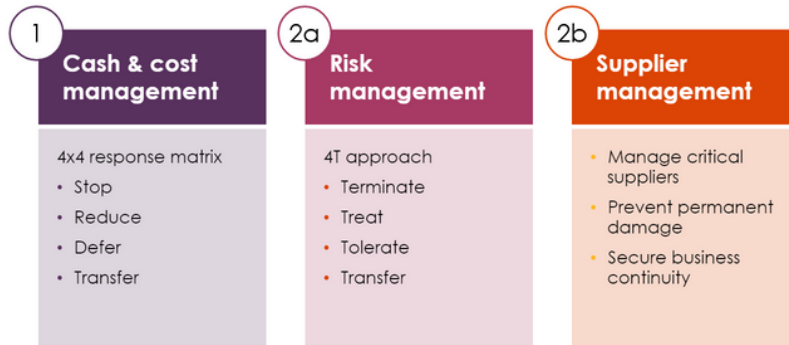 1
Cash & cost
management
4x4 response matrix
• Stop
• Reduce
• Defer
• Transfer
2a
Risk
management
4T approach
• Terminate
• Treat
• Tolerate
• Transfer
2b
Supplier
management
• Manage critical
suppliers
• Prevent permanent
damage
• Secure business
continuity